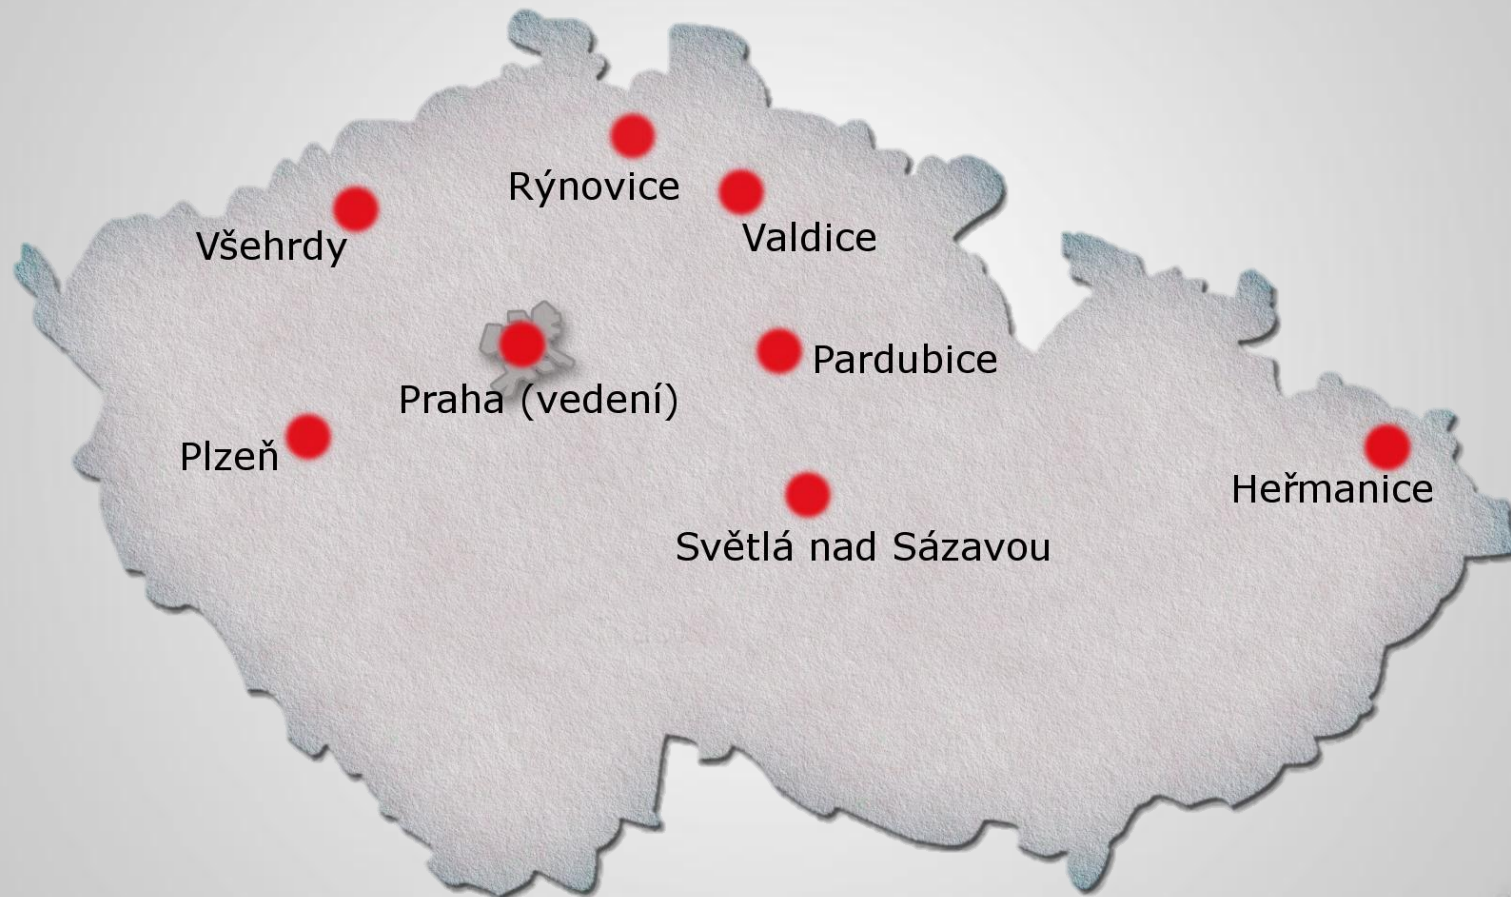 Rýnovice
Valdice
Všehrdy
Pardubice
Praha (vedení)
Plzeň
Heřmanice
Světlá nad Sázavou